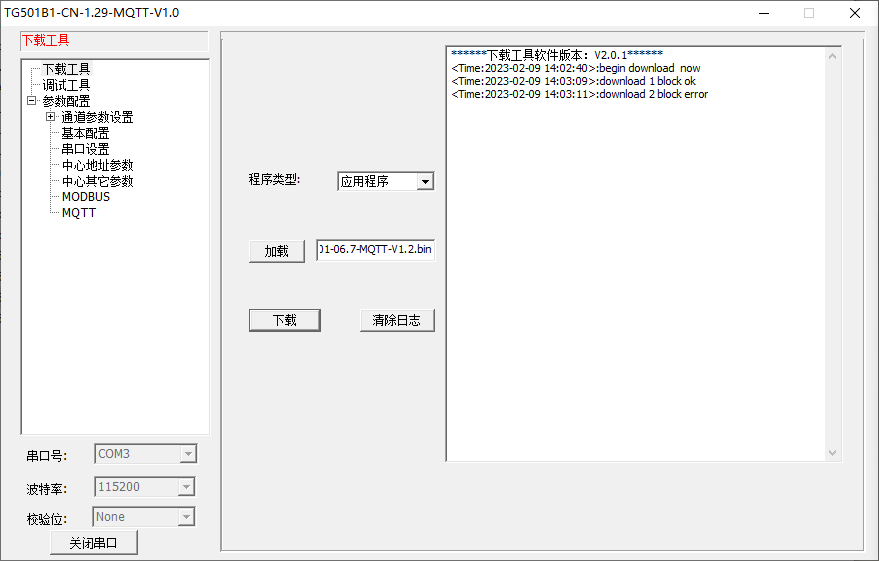 TG501B1-CN-1.29-MQTT-V1.0
下载工具
下载工具
调试工具
参数配置
通道参数设置
基本配置
串口设置
中心地址参数
中心其它参数
MODBUS
MQTT
串口号:
COM3
波特率:
115200
校验位:
None
关闭串口
程序类型:
应用程序
加载
01-06.7-MQTT-V1.2.bin
下载
清除日志
******下载工具软件版本: V2.0.1******
<Time:2023-02-09 14:02:40>:begin download  now
<Time:2023-02-09 14:03:09>:download 1 block ok
<Time:2023-02-09 14:03:11>:download 2 block error